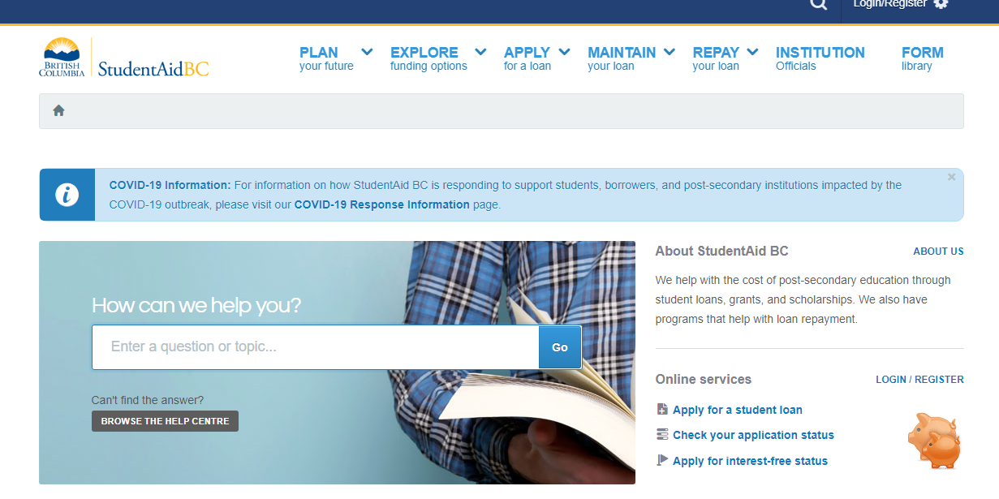 Login/Register
BRITISH
COLUMBIA
StudentAidBC
PLAN
your future
EXPLORE
funding options
APPLY
for a loan
MAINTAIN
your loan
REPAY
your loan
INSTITUTION
Officials
FORM
library
COVID-19 Information: For information on how StudentAid BC is responding to support students, borrowers, and post-secondary institutions impacted by the
COVID-19 outbreak, please visit our COVID-19 Response Information page.
How can we help you?
Enter a question or topic...
Go
Can't find the answer?
BROWSE THE HELP CENTRE
About StudentAid BC
ABOUT US
We help with the cost of post-secondary education through
student loans, grants, and scholarships. We also have
programs that help with loan repayment.
Online services
LOGIN / REGISTER
Apply for a student loan
Check your application status
Apply for interest-free status